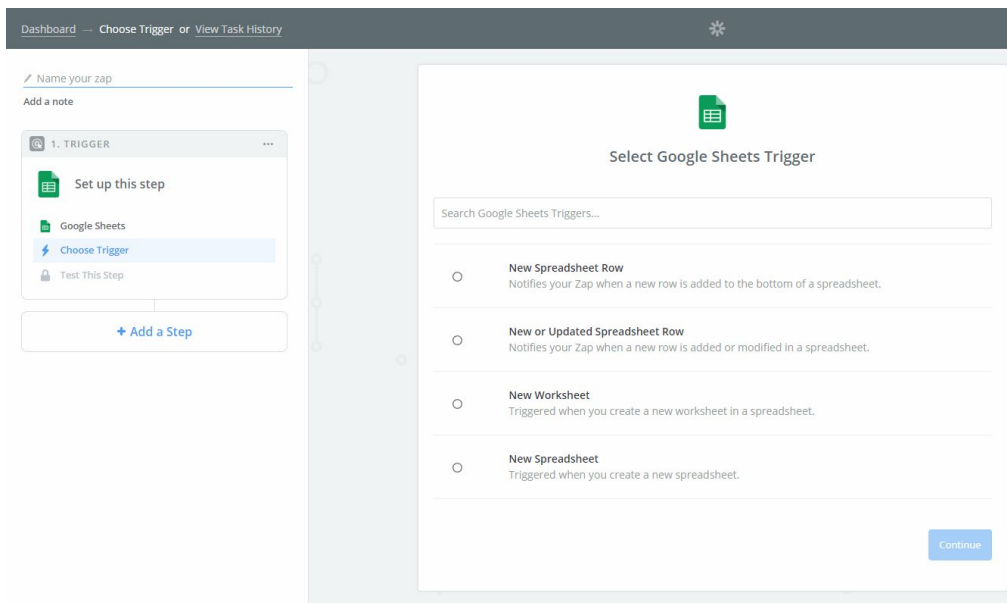 Dashboard → Choose Trigger or View Task History
Name your zap
Add a note
1. TRIGGER
Set up this step
Google Sheets
Choose Trigger
Test This Step
+ Add a Step
Select Google Sheets Trigger
Search Google Sheets Triggers...
New Spreadsheet Row
Notifies your Zap when a new row is added to the bottom of a spreadsheet.
New or Updated Spreadsheet Row
Notifies your Zap when a new row is added or modified in a spreadsheet.
New Worksheet
Triggered when you create a new worksheet in a spreadsheet.
New Spreadsheet
Triggered when you create a new spreadsheet.
Continue